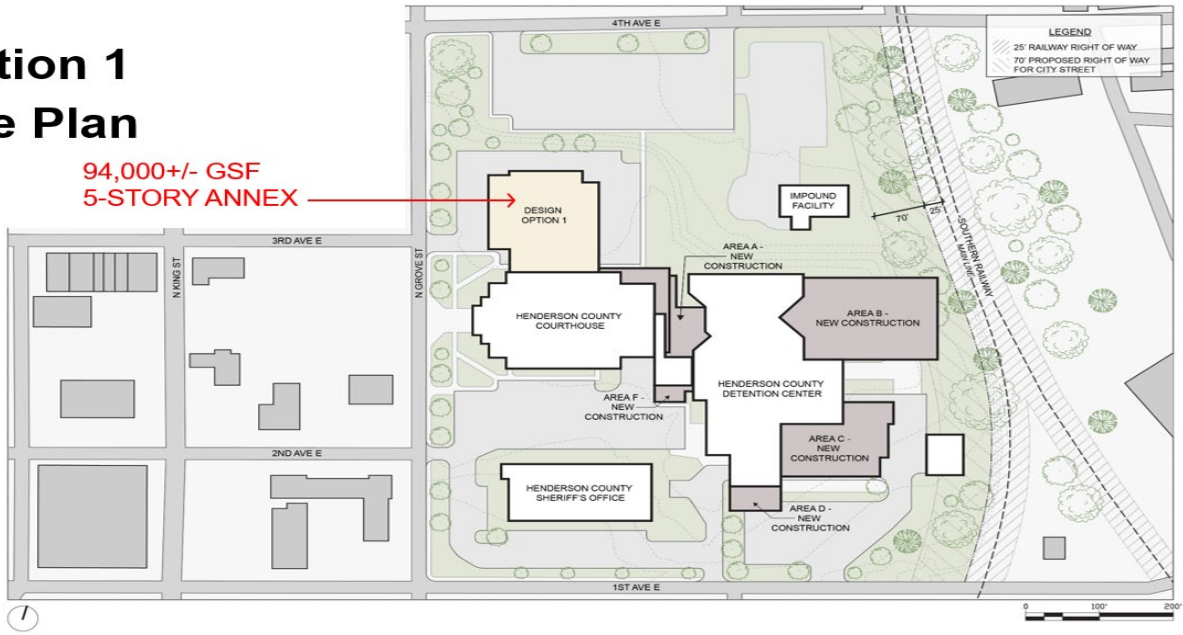 tion 1
e Plan
94,000+/- GSF
5-STORY ANNEX
4TH AVE E
LEGEND
25' RAILWAY RIGHT OF WAY
70' PROPOSED RIGHT OF WAY
FOR CITY STREET
DESIGN
OPTION 1
IMPOUND
FACILITY
70'
25'
SOUTHERN RAILWAY
MAIN LINE
3RD AVE E
N KING ST
N GROVE ST
AREA A -
NEW
CONSTRUCTION
HENDERSON COUNTY
COURTHOUSE
AREA B -
NEW CONSTRUCTION
HENDERSON COUNTY
DETENTION CENTER
AREA F -
NEW
CONSTRUCTION
AREA C -
NEW
CONSTRUCTION
2ND AVE E
HENDERSON COUNTY
SHERIFF'S OFFICE
AREA D -
NEW
CONSTRUCTION
1ST AVE E
0 100' 200'